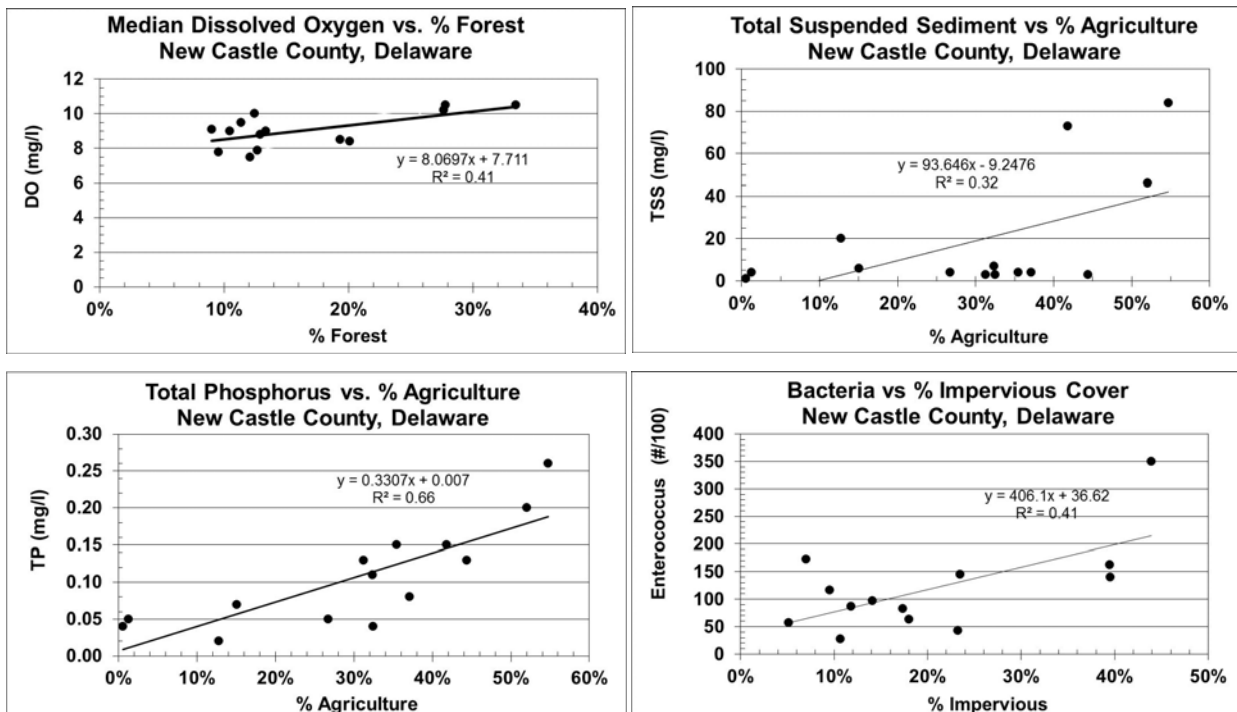 Median Dissolved Oxygen vs. % Forest
New Castle County, Delaware
12
10
8
6
4
2
0
DO (mg/l)
y = 8.0697x + 7.711
R² = 0.41
0%
10%
20%
30%
40%
% Forest
Total Suspended Sediment vs % Agriculture
New Castle County, Delaware
100
80
60
40
20
0
TSS (mg/l)
y = 93.646x - 9.2476
R² = 0.32
0%
10%
20%
30%
40%
50%
60%
% Agriculture
Total Phosphorus vs. % Agriculture
New Castle County, Delaware
0.30
0.25
0.20
0.15
0.10
0.05
0.00
TP (mg/l)
y = 0.3307x + 0.007
R² = 0.66
0%
10%
20%
30%
40%
50%
60%
% Agriculture
Bacteria vs % Impervious Cover
New Castle County, Delaware
400
350
300
250
200
150
100
50
0
Enterococcus (#/100)
y = 406.1x + 36.62
R² = 0.41
0%
10%
20%
30%
40%
50%
% Impervious